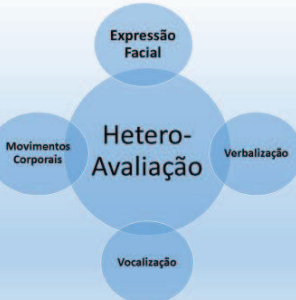 Expressão
Facial
Movimentos
Corporais
Hetero-
Avaliação
Verbalização
Vocalização